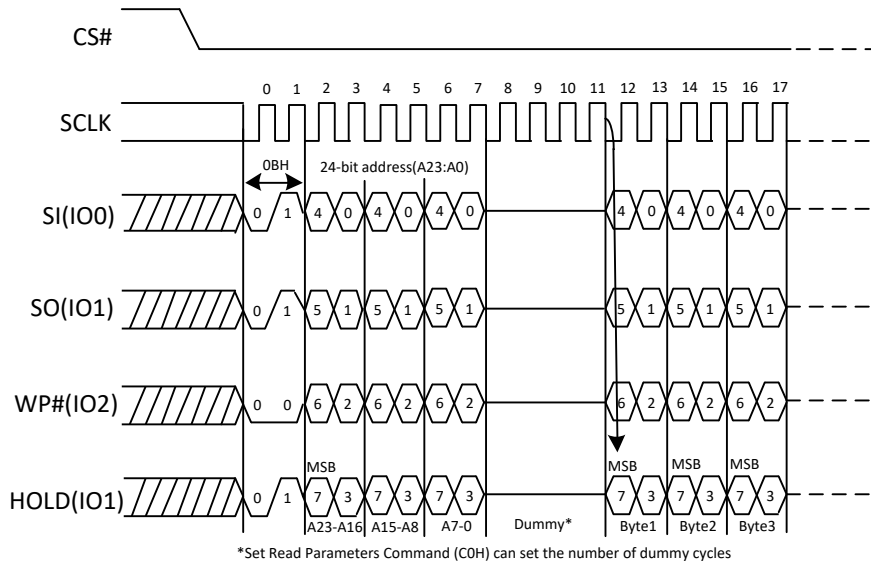 CS#
0 1 2 3 4 5 6 7 8 9 10 11 12 13 14 15 16 17
SCLK
0BH 24-bit address(A23:A0)
SI(IO0) 0 1 4 0 4 0 4 0 4 0 4 0 4 0
SO(IO1) 0 1 5 1 5 1 5 1 5 1 5 1 5 1
WP#(IO2) 0 0 6 2 6 2 6 2 6 2 6 2 6 2
MSB MSB MSB MSB
HOLD(IO1) 0 1 7 3 7 3 7 3 7 3 7 3 7 3
A23-A16 A15-A8 A7-0 Dummy* Byte1 Byte2 Byte3
*Set Read Parameters Command (C0H) can set the number of dummy cycles